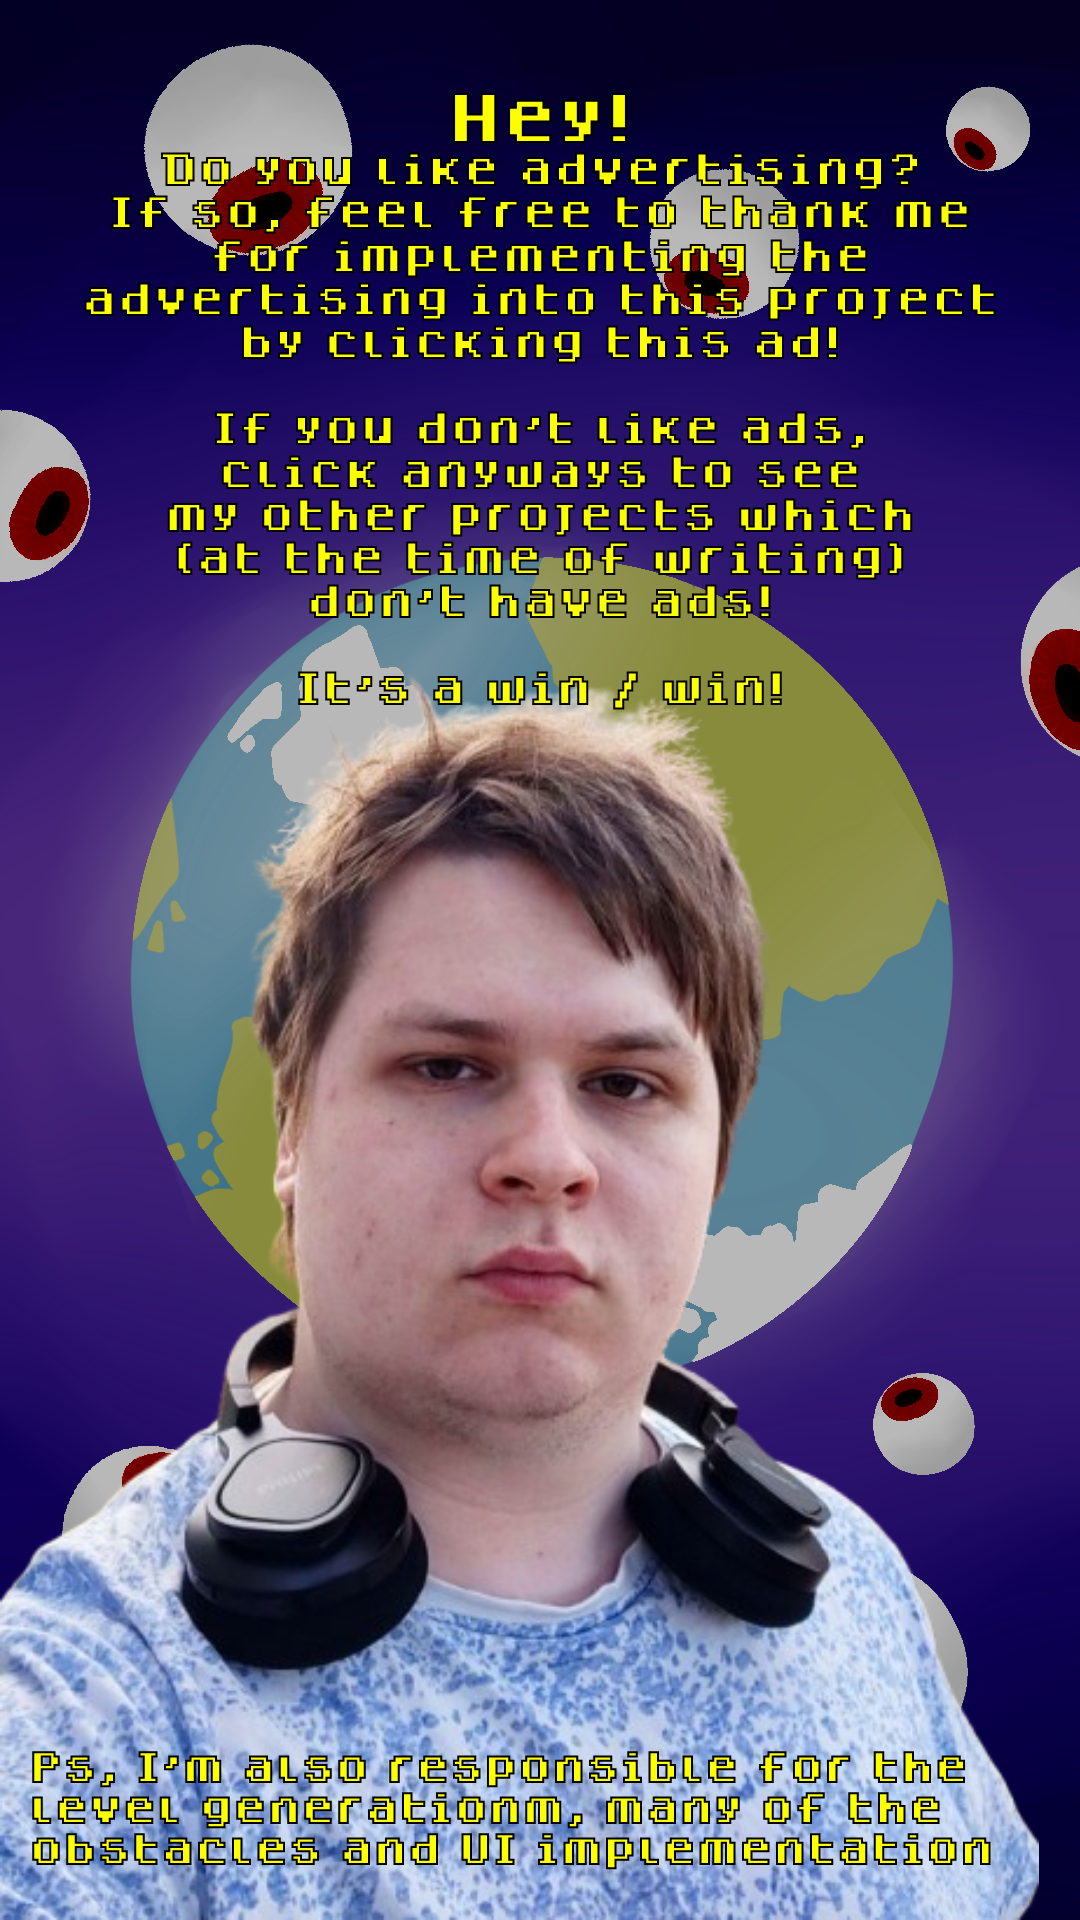 Hey!
Do you like advertising?
If so, feel free to thank me
for implementing the
advertising into this project
by clicking this ad!
If you don't like ads,
click anyways to see
my other projects which
(at the time of writing)
don't have ads!
It's a win / win!
PHILIPS
Ps, I'm also responsible for the
level generationm, many of the
obstacles and UI implementation